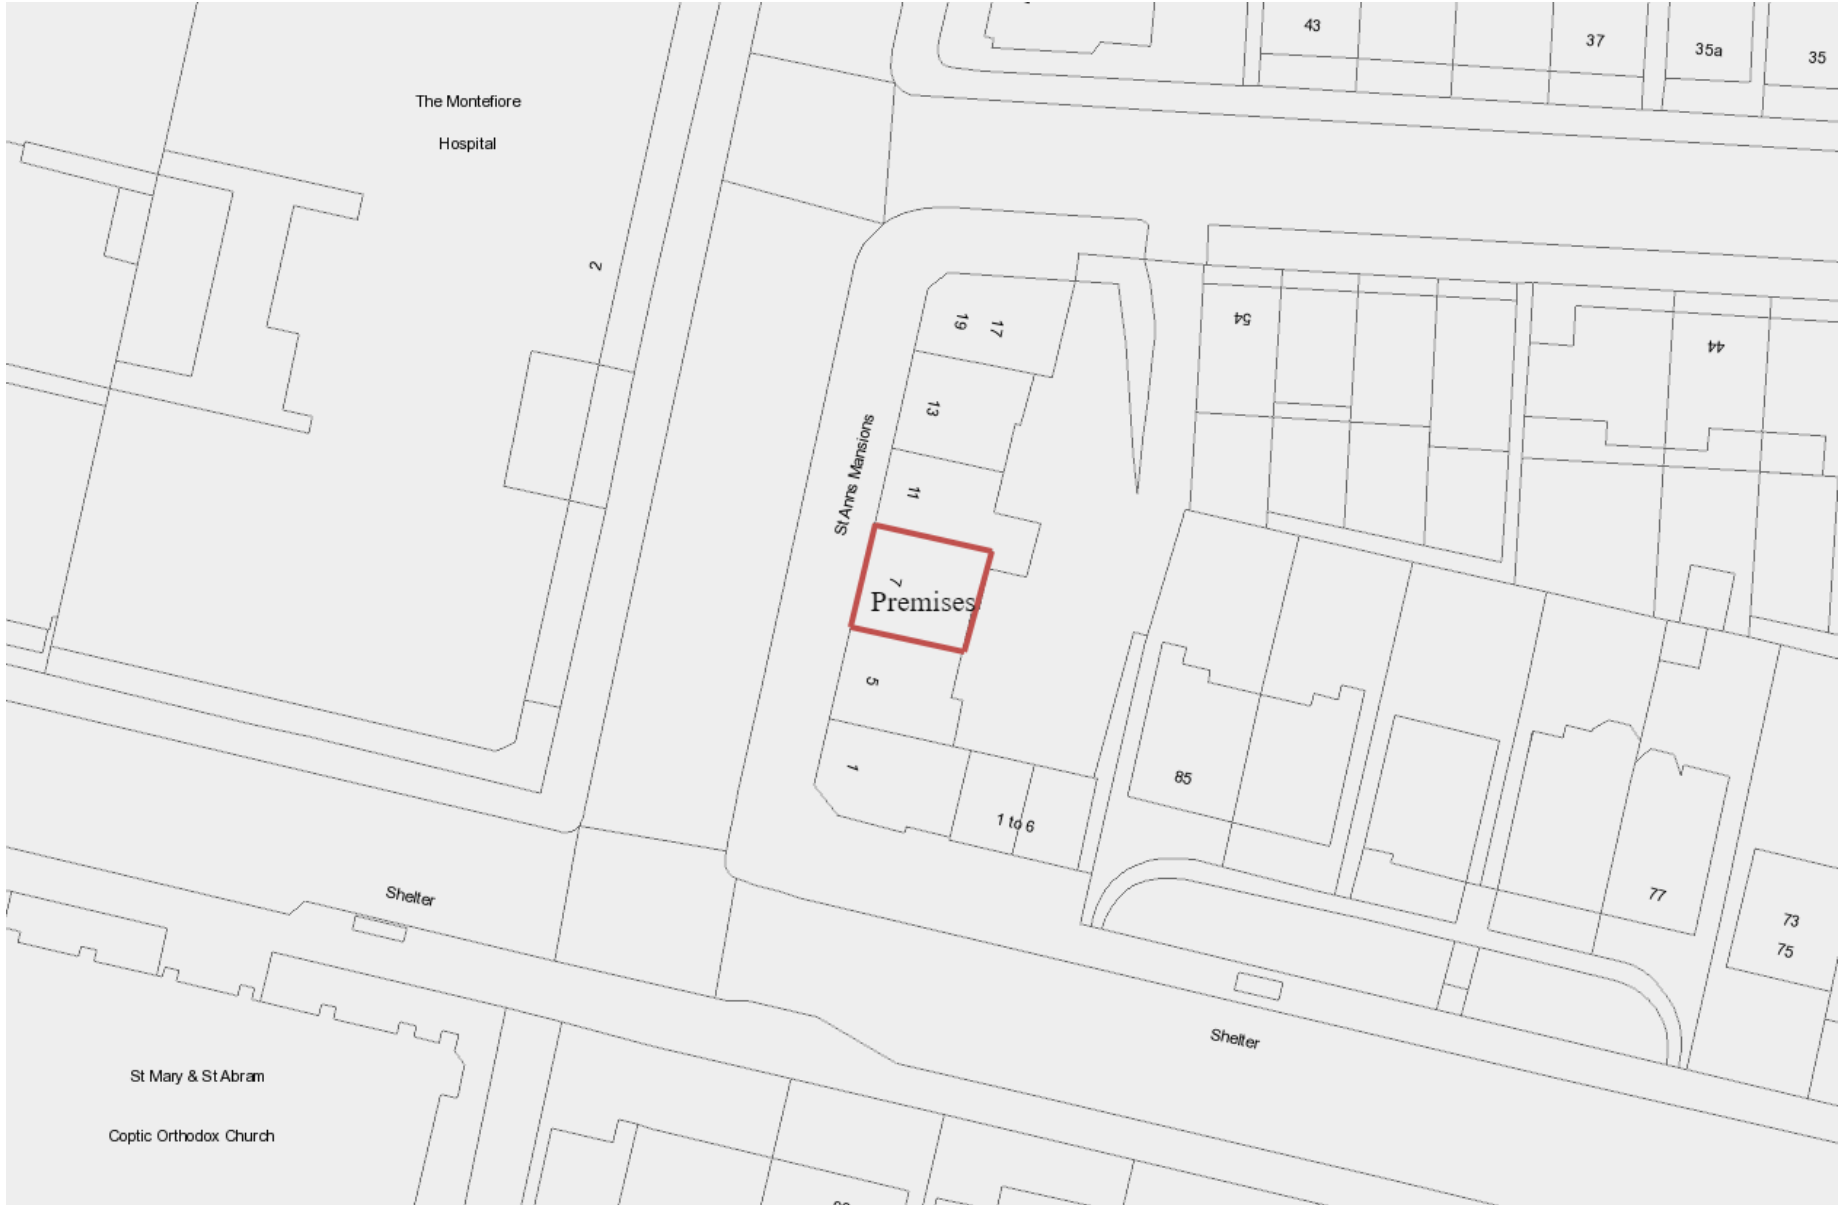 43
37
35a
35
The Montefiore
Hospital
2
19
17
54
44
13
St Anns Mansions
11
7
Premises
5
1
85
1 to 6
Shelter
77
73
75
Shelter
St Mary & St Abram
Coptic Orthodox Church